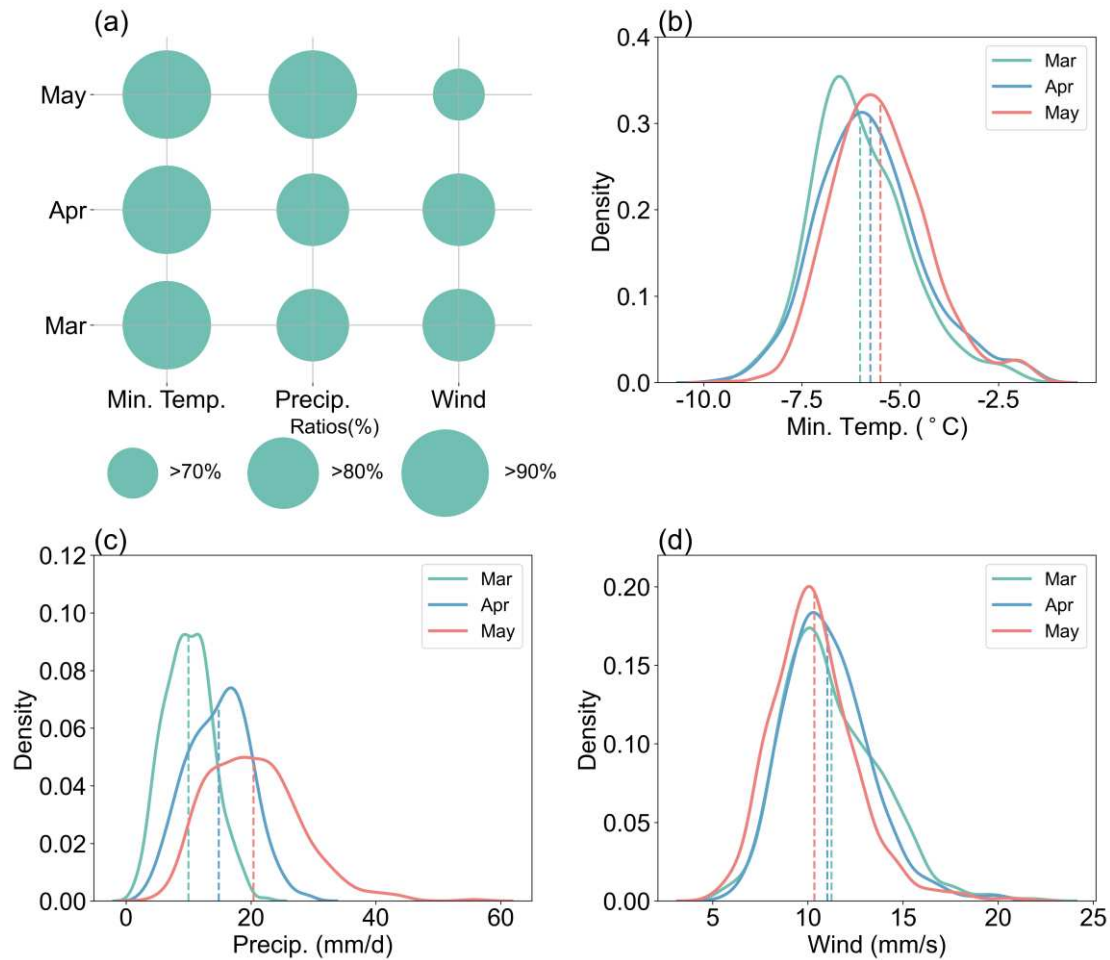 (a)
May
Apr
Mar
Min. Temp. Precip. Wind
Ratios(%)
>70% >80% >90%
(b)
0.4
0.3
0.2
0.1
0.0
Density
Mar
Apr
May
-10.0 -7.5 -5.0 -2.5
Min. Temp. (°C)
(c)
0.12
0.10
0.08
0.06
0.04
0.02
0.00
Density
Mar
Apr
May
0 20 40 60
Precip. (mm/d)
(d)
0.20
0.15
0.10
0.05
0.00
Density
Mar
Apr
May
5 10 15 20 25
Wind (mm/s)